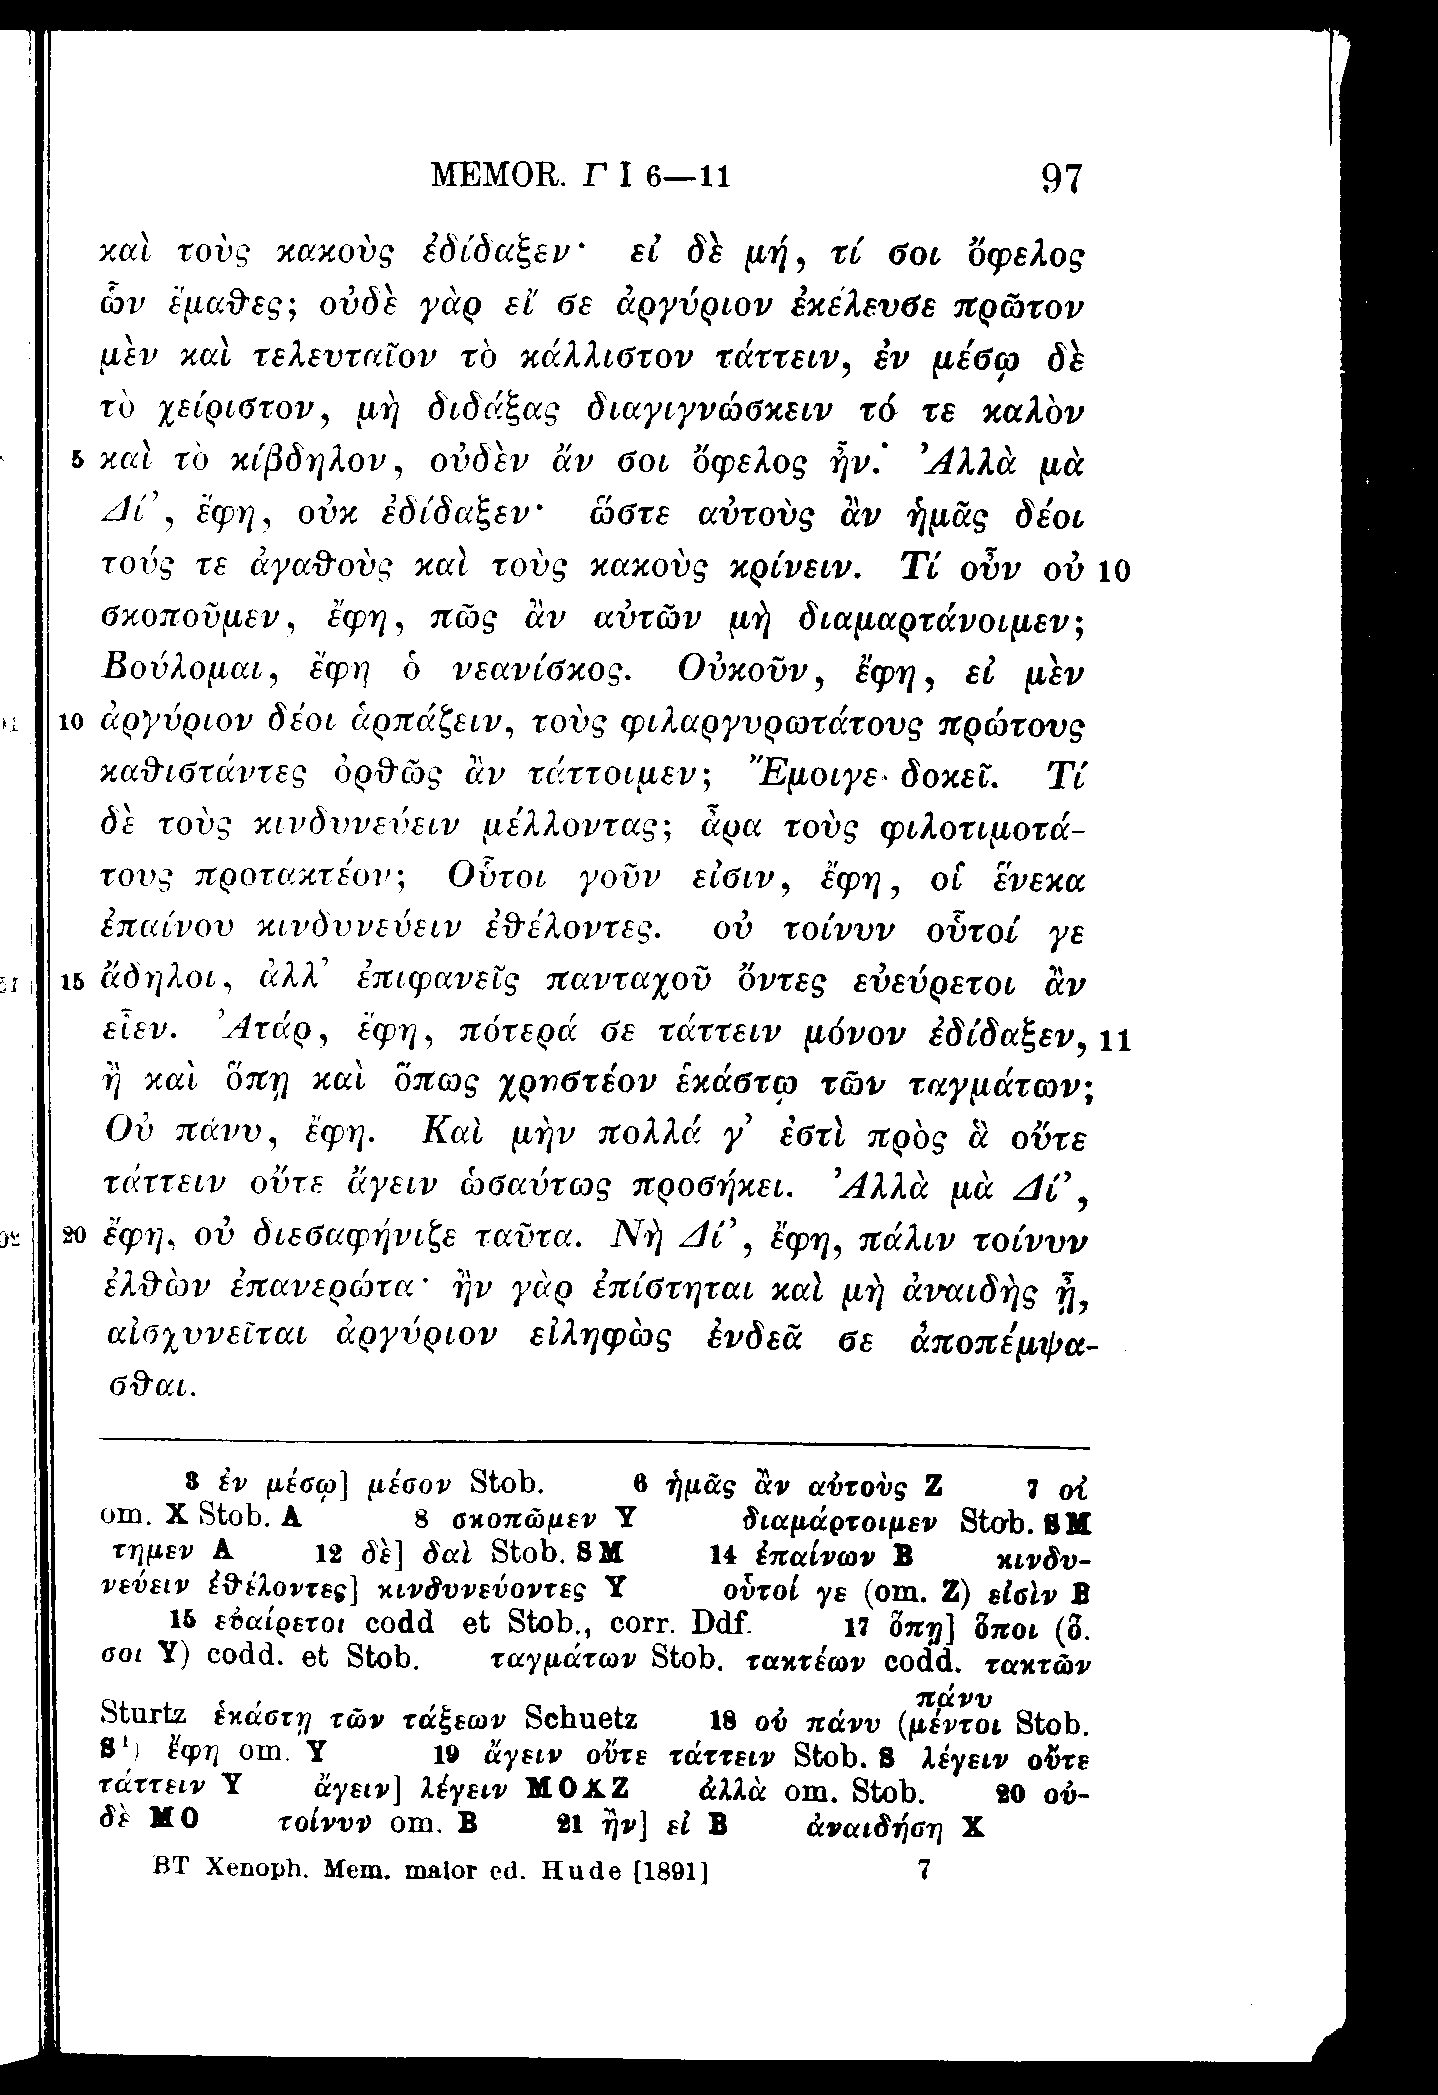 MEMOR. Γ I 6—11 97
καὶ τοὺς κακοὺς ἐδίδαξεν· εἰ δὲ μή, τί σοι ὄφελος
ὧν ἔμαθες; οὐδὲ γὰρ εἴ σε ἀργύριον ἐκέλευσε πρῶτον
μὲν καὶ τελευταῖον τὸ κάλλιστον τάττειν, ἐν μέσῳ δὲ
τὸ χείριστον, μὴ διδάξας διαγιγνώσκειν τό τε καλὸν
5 καὶ τὸ κίβδηλον, οὐδὲν ἄν σοι ὄφελος ἦν. Ἀλλὰ μὰ
Δί’, ἔφη, οὐκ ἐδίδαξεν· ὥστε αὐτοὺς ἂν ἡμᾶς δέοι
τούς τε ἀγαθοὺς καὶ τοὺς κακοὺς κρίνειν. Τί οὖν οὐ 10
σκοποῦμεν, ἔφη, πῶς ἂν αὐτῶν μὴ διαμαρτάνοιμεν;
Βούλομαι, ἔφη ὁ νεανίσκος. Οὐκοῦν, ἔφη, εἰ μὲν
10 ἀργύριον δέοι ἁρπάζειν, τοὺς φιλαργυρωτάτους πρώτους
καθιστάντες ὀρθῶς ἂν τάττοιμεν; Ἔμοιγε δοκεῖ. Τί
δὲ τοὺς κινδυνεύειν μέλλοντας; ἆρα τοὺς φιλοτιμοτά-
τους προτακτέον; Οὗτοι γοῦν εἰσιν, ἔφη, οἱ ἕνεκα
ἐπαίνου κινδυνεύειν ἐθέλοντες. οὐ τοίνυν οὗτοί γε
15 ἄδηλοι, ἀλλ’ ἐπιφανεῖς πανταχοῦ ὄντες εὐεύρετοι ἂν
εἶεν. Ἀτάρ, ἔφη, πότερά σε τάττειν μόνον ἐδίδαξεν, 11
ἢ καὶ ὅπῃ καὶ ὅπως χρηστέον ἑκάστῳ τῶν ταγμάτων;
Οὐ πάνυ, ἔφη. Καὶ μὴν πολλά γ’ ἐστὶ πρὸς ἃ οὔτε
τάττειν οὔτε ἄγειν ὡσαύτως προσήκει. Ἀλλὰ μὰ Δί’,
20 ἔφη, οὐ διεσαφήνιζε ταῦτα. Νὴ Δί’, ἔφη, πάλιν τοίνυν
ἐλθὼν ἐπανερώτα· ἢν γὰρ ἐπίστηται καὶ μὴ ἀναιδὴς ᾖ,
αἰσχυνεῖται ἀργύριον εἰληφὼς ἐνδεᾶ σε ἀποπέμψα-
σθαι.
3 ἐν μέσῳ] μέσον Stob. 6 ἡμᾶς ἂν αὐτοὺς Z 7 οἱ
om. X Stob. A 8 σκοπῶμεν Y διαμάρτοιμεν Stob. SM
τημεν A 12 δὲ] δαὶ Stob. SM 14 ἐπαίνων B κινδυ-
νεύειν ἐθέλοντες] κινδυνεύοντες Y οὗτοί γε (om. Z) εἰσὶν B
15 εὐαίρετοι codd et Stob., corr. Ddf. 17 ὅπῃ] ὅποι (ὅ.
σοι Y) codd. et Stob. ταγμάτων Stob. τακτέων codd. τακτῶν
πάνυ
Sturtz ἑκάστῃ τῶν τάξεων Schuetz 18 οὐ πάνυ (μέντοι Stob.
S¹) ἔφη om. Y 19 ἄγειν οὔτε τάττειν Stob. S λέγειν οὔτε
τάττειν Y ἄγειν] λέγειν MOXZ ἀλλὰ om. Stob. 20 οὐ-
δὲ MO τοίνυν om. B 21 ἢν] εἰ B ἀναιδήση X
BT Xenoph. Mem. maior ed. Hude [1891] 7